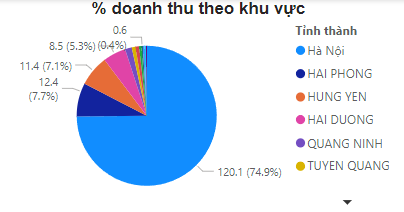 % doanh thu theo khu vực
0.6
(0.4%)
8.5 (5.3%)
11.4 (7.1%)
12.4
(7.7%)
120.1 (74.9%)
Tỉnh thành
Hà Nội
HAI PHONG
HUNG YEN
HAI DUONG
QUANG NINH
TUYEN QUANG